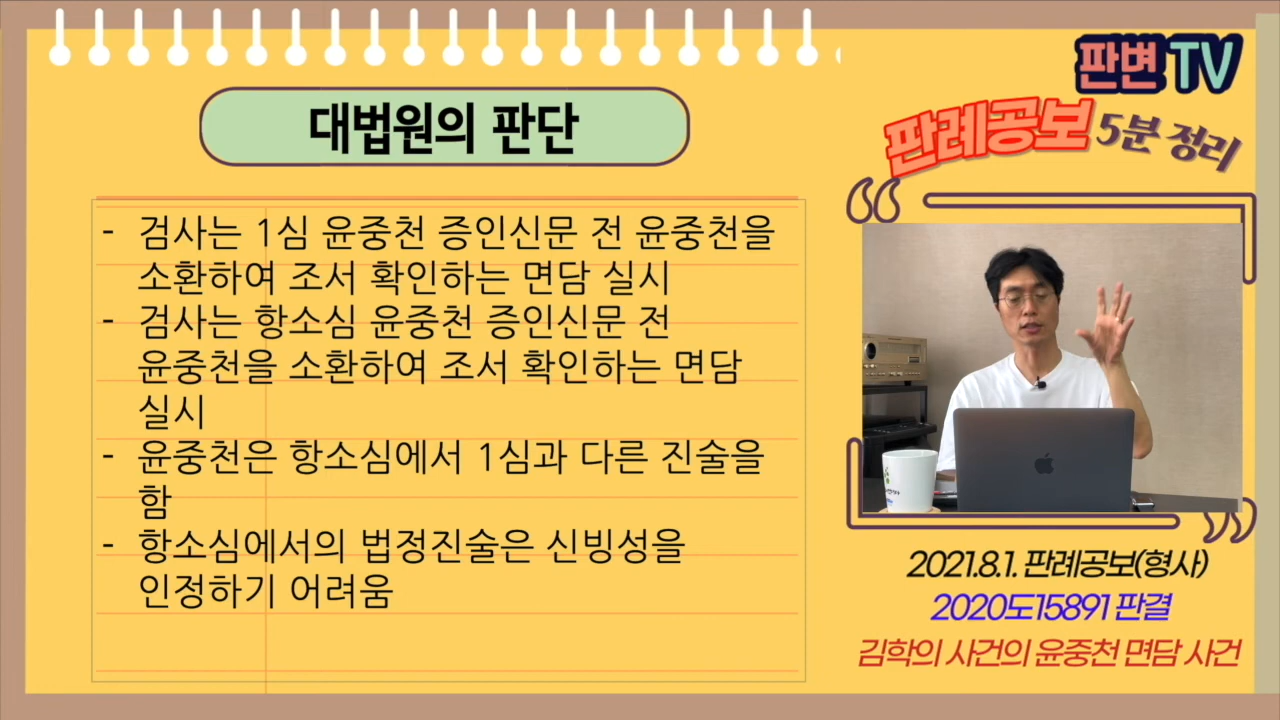 판변 TV
판례공보 5분 정리
대법원의 판단
- 검사는 1심 윤중천 증인신문 전 윤중천을
소환하여 조서 확인하는 면담 실시
- 검사는 항소심 윤중천 증인신문 전
윤중천을 소환하여 조서 확인하는 면담
실시
- 윤중천은 항소심에서 1심과 다른 진술을
함
- 항소심에서의 법정진술은 신빙성을
인정하기 어려움
2021.8.1. 판례공보(형사)
2020도15891 판결
김학의 사건의 윤중천 면담 사건